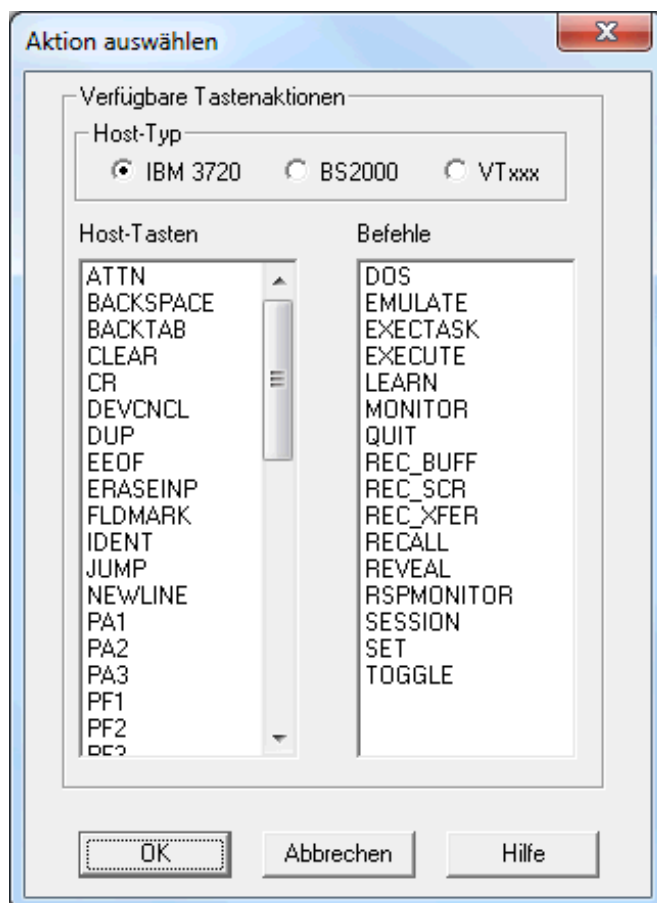 Aktion auswählen
Verfügbare Tastenaktionen
Host-Typ
IBM 3720 BS2000 VTxxx
Host-Tasten
ATTN
BACKSPACE
BACKTAB
CLEAR
CR
DEVCNCL
DUP
EEOF
ERASEINP
FLDMARK
IDENT
JUMP
NEWLINE
PA1
PA2
PA3
PF1
PF2
PF3
Befehle
DOS
EMULATE
EXECTASK
EXECUTE
LEARN
MONITOR
QUIT
REC_BUFF
REC_SCR
REC_XFER
RECALL
REVEAL
RSPMONITOR
SESSION
SET
TOGGLE
OK Abbrechen Hilfe